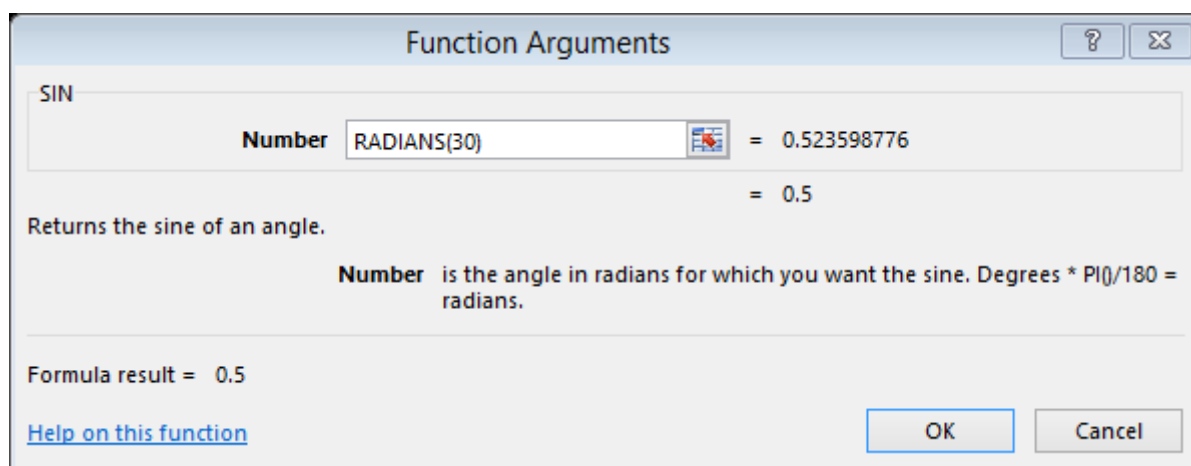 Function Arguments
SIN
Number RADIANS(30) = 0.523598776
= 0.5
Returns the sine of an angle.
Number is the angle in radians for which you want the sine. Degrees * PI()/180 =
radians.
Formula result = 0.5
Help on this function OK Cancel